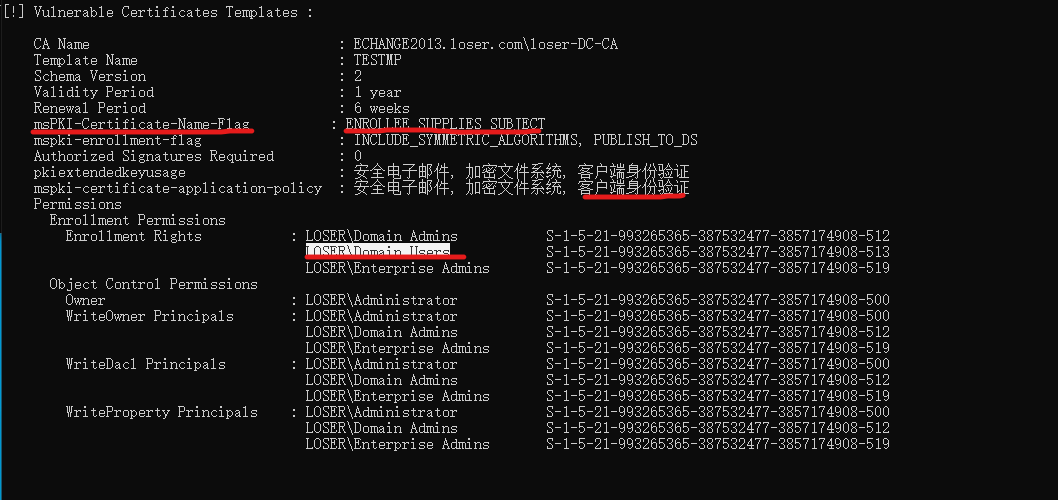 [!] Vulnerable Certificates Templates :
CA Name : ECHANGE2013.loser.com\loser-DC-CA
Template Name : TESTMP
Schema Version : 2
Validity Period : 1 year
Renewal Period : 6 weeks
msPKI-Certificate-Name-Flag : ENROLLEE_SUPPLIES_SUBJECT
mspki-enrollment-flag : INCLUDE_SYMMETRIC_ALGORITHMS, PUBLISH_TO_DS
Authorized Signatures Required : 0
pkiextendedkeyusage : 安全电子邮件, 加密文件系统, 客户端身份验证
mspki-certificate-application-policy : 安全电子邮件, 加密文件系统, 客户端身份验证
Permissions
Enrollment Permissions
Enrollment Rights : LOSER\Domain Admins S-1-5-21-993265365-387532477-3857174908-512
LOSER\Domain Users S-1-5-21-993265365-387532477-3857174908-513
LOSER\Enterprise Admins S-1-5-21-993265365-387532477-3857174908-519
Object Control Permissions
Owner : LOSER\Administrator S-1-5-21-993265365-387532477-3857174908-500
WriteOwner Principals : LOSER\Administrator S-1-5-21-993265365-387532477-3857174908-500
LOSER\Domain Admins S-1-5-21-993265365-387532477-3857174908-512
LOSER\Enterprise Admins S-1-5-21-993265365-387532477-3857174908-519
WriteDacl Principals : LOSER\Administrator S-1-5-21-993265365-387532477-3857174908-500
LOSER\Domain Admins S-1-5-21-993265365-387532477-3857174908-512
LOSER\Enterprise Admins S-1-5-21-993265365-387532477-3857174908-519
WriteProperty Principals : LOSER\Administrator S-1-5-21-993265365-387532477-3857174908-500
LOSER\Domain Admins S-1-5-21-993265365-387532477-3857174908-512
LOSER\Enterprise Admins S-1-5-21-993265365-387532477-3857174908-519